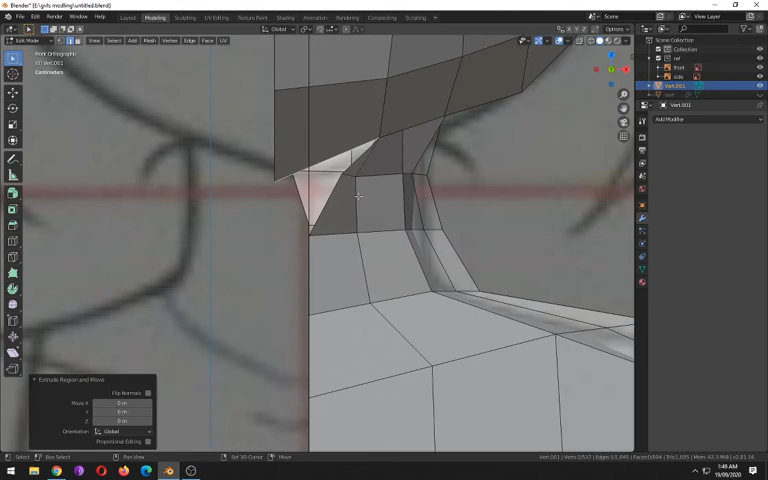 Blender* [E:\girls modling\untitled.blend]
File Edit Render Window Help Layout Modeling Sculpting UV Editing Texture Paint Shading Animation Rendering Compositing Scripting Scene View Layer
Global Options
Edit Mode View Select Add Mesh Vertex Edge Face UV
Front Orthographic
Vert.001
Centimeters
Scene Collection
Collection
ref
front
side
Vert.001
Vert
Vert.001
Add Modifier
Extrude Region and Move
Flip Normals
Move X 0 m
Y 0 m
Z 0 m
Orientation Global
Proportional Editing
Select Box Select Pan View Set 3D Cursor Move
1:49 AM
19/09/2020